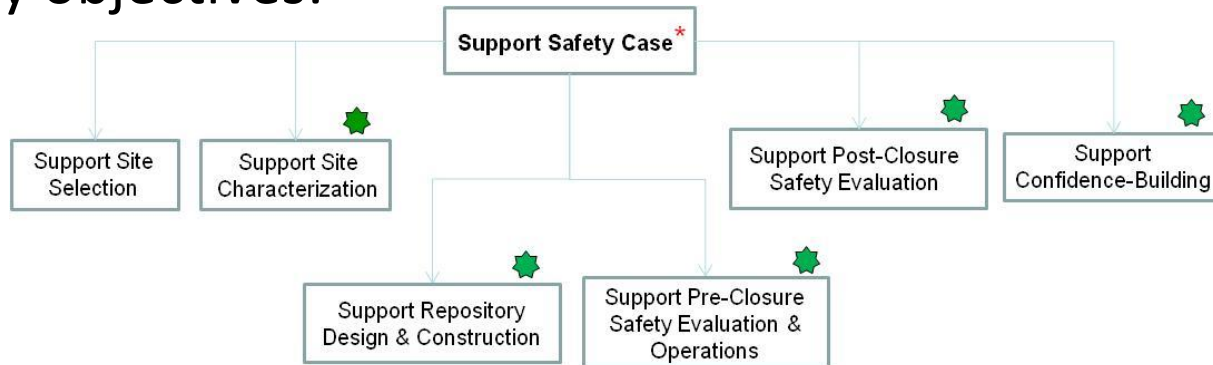 y objectives.
Support Safety Case*
Support Site
Selection
Support Site
Characterization
Support Post-Closure
Safety Evaluation
Support
Confidence-Building
Support Repository
Design & Construction
Support Pre-Closure
Safety Evaluation &
Operations